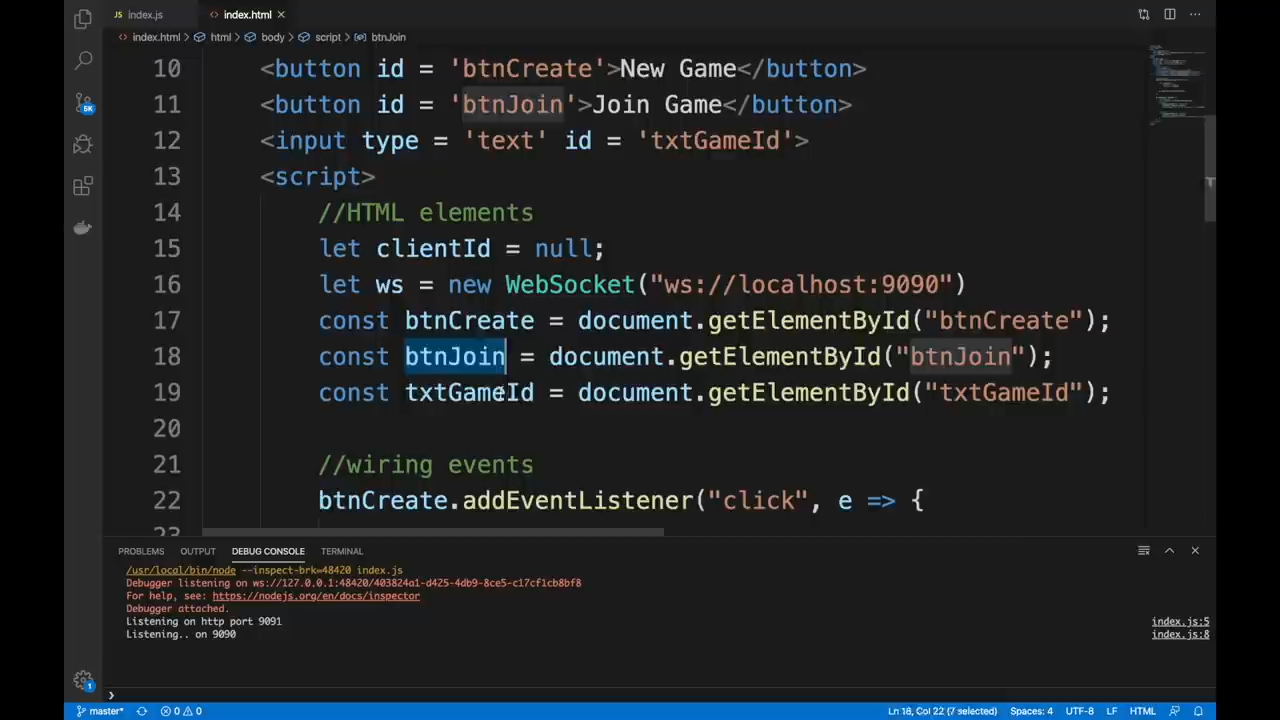 index.js
index.html
index.html > html > body > script > btnJoin
10 <button id = 'btnCreate'>New Game</button>
11 <button id = 'btnJoin'>Join Game</button>
12 <input type = 'text' id = 'txtGameId'>
13 <script>
14 //HTML elements
15 let clientId = null;
16 let ws = new WebSocket("ws://localhost:9090")
17 const btnCreate = document.getElementById("btnCreate");
18 const btnJoin = document.getElementById("btnJoin");
19 const txtGameId = document.getElementById("txtGameId");
20
21 //wiring events
22 btnCreate.addEventListener("click", e => {
23
5K
PROBLEMS OUTPUT DEBUG CONSOLE TERMINAL
/usr/local/bin/node --inspect-brk=48420 index.js
Debugger listening on ws://127.0.0.1:48420/403824a1-d425-4db9-8ce5-c17cf1cb8bf8
For help, see: https://nodejs.org/en/docs/inspector
Debugger attached.
Listening on http port 9091 index.js:5
Listening.. on 9090 index.js:8
1
master* 0 0 Ln 18, Col 22 (7 selected) Spaces: 4 UTF-8 LF HTML